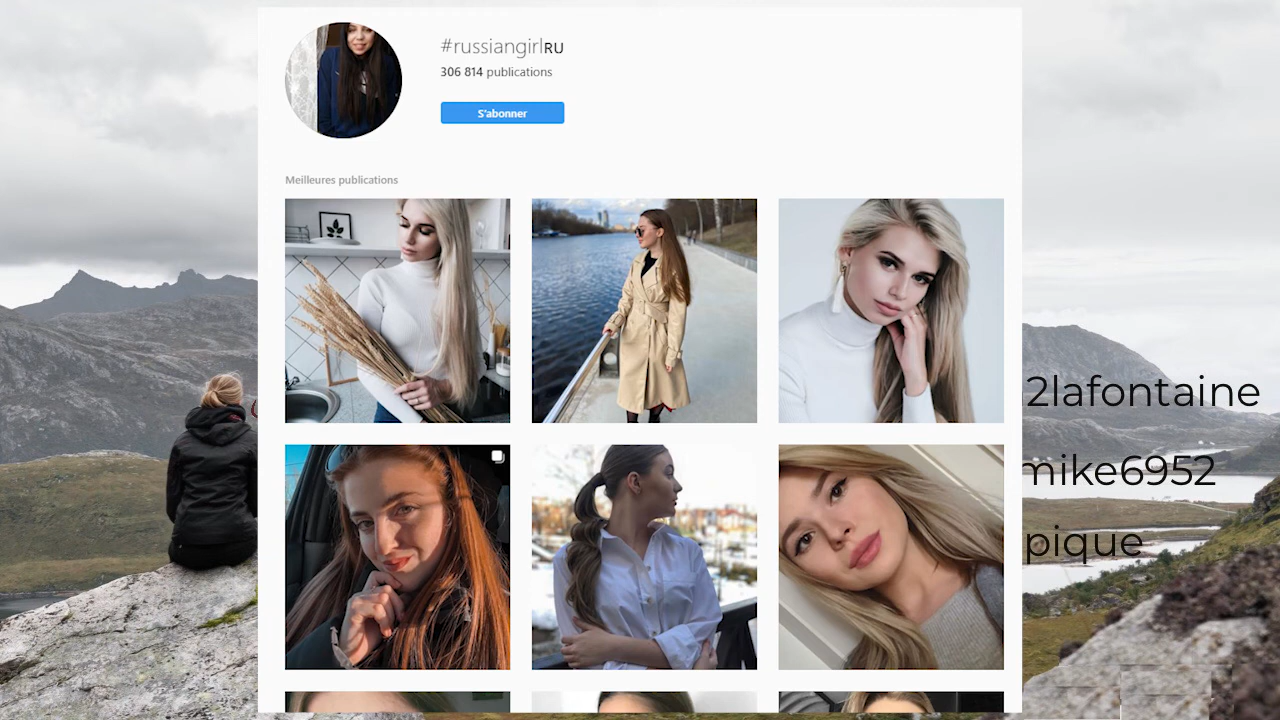 #russiangirlRU
306 814 publications
S'abonner
Meilleures publications
2lafontaine
mike6952
pique